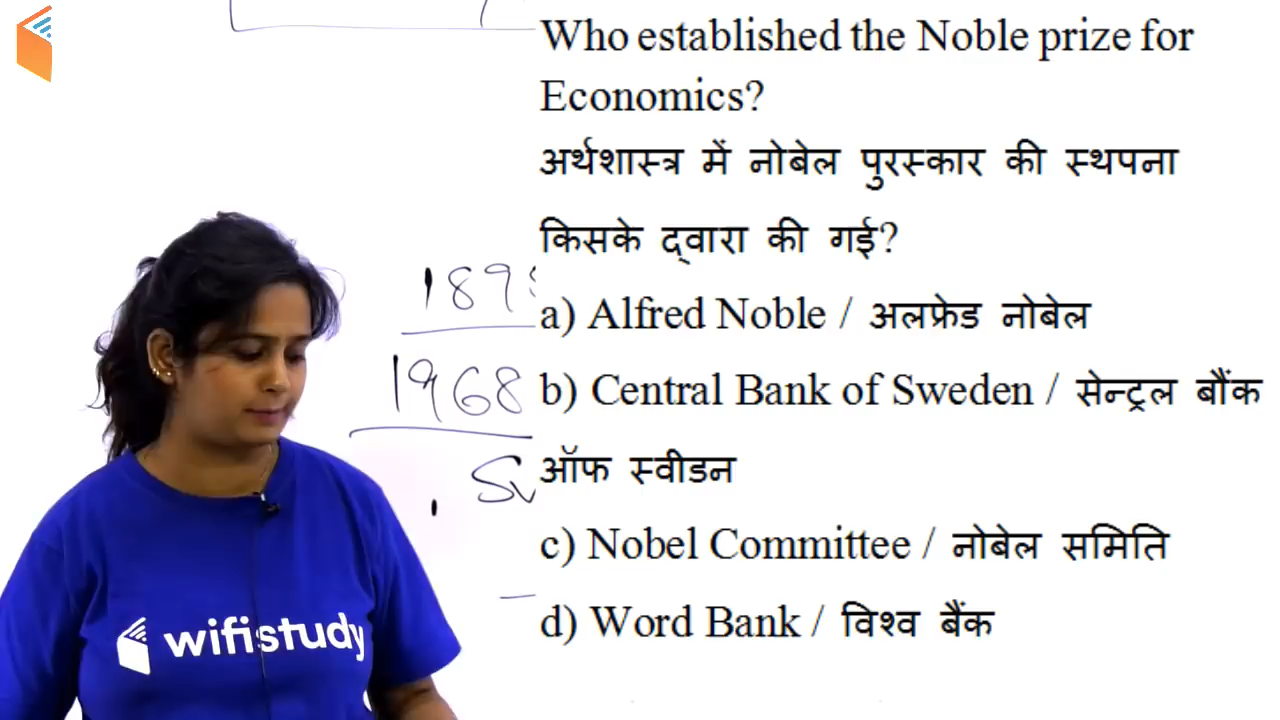 Who established the Noble prize for
Economics?
अर्थशास्त्र में नोबेल पुरस्कार की स्थपना
किसके द्वारा की गई?
a) Alfred Noble / अलफ्रेड नोबेल
b) Central Bank of Sweden / सेन्ट्रल बौंक
ऑफ स्वीडन
c) Nobel Committee / नोबेल समिति
d) Word Bank / विश्व बैंक
1968
wifistudy